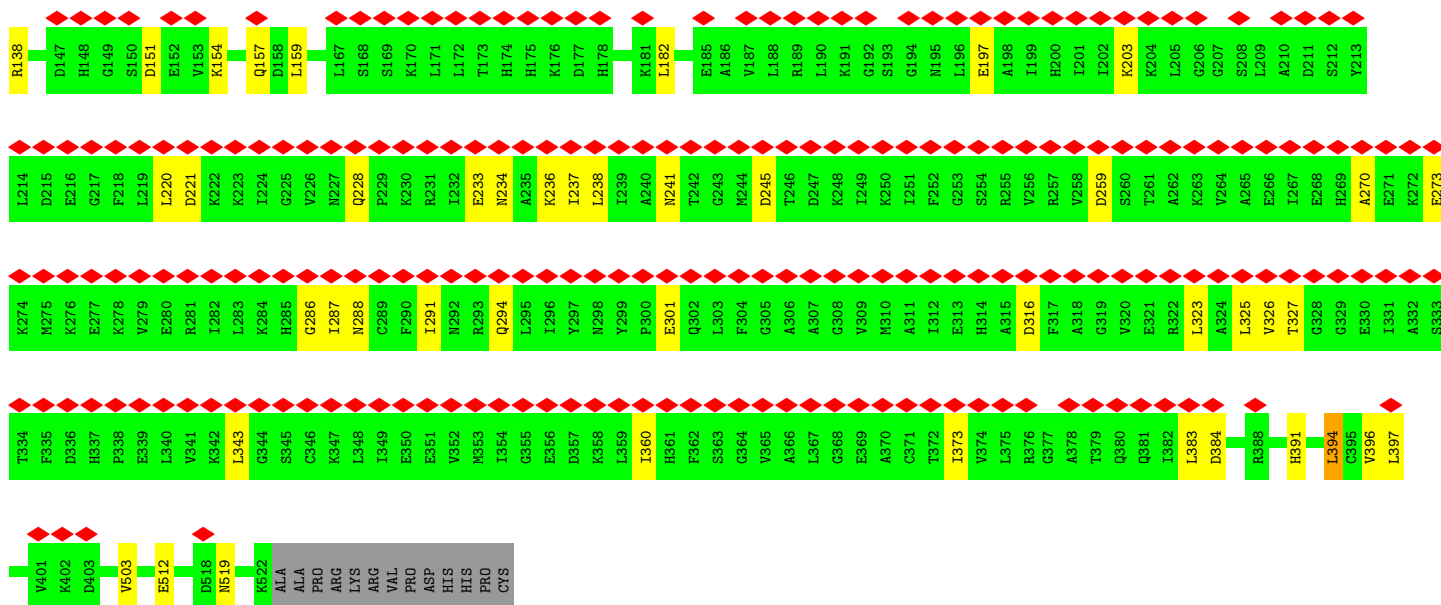 R138 D147 H148 G149 S150 D151 E152 V153 K154 Q157 D158 L159 L167 S168 S169 K170 L171 L172 T173 H174 H175 K176 D177 H178 K181 L182 E185 A186 V187 L188 R189 L190 K191 G192 S193 G194 N195 L196 E197 A198 I199 H200 I201 I202 K203 K204 L205 G206 G207 S208 L209 A210 D211 S212 Y213
L214 D215 E216 G217 F218 L219 L220 D221 K222 K223 I224 G225 V226 N227 Q228 P229 K230 R231 I232 E233 N234 A235 K236 I237 L238 I239 A240 N241 T242 G243 M244 D245 T246 D247 K248 I249 K250 I251 F252 G253 S254 R255 V256 R257 V258 D259 S260 T261 A262 K263 V264 A265 E266 I267 E268 H269 A270 E271 K272 E273
K274 M275 K276 E277 K278 V279 E280 R281 I282 L283 K284 H285 G286 I287 N288 C289 F290 I291 N292 R293 Q294 L295 I296 Y297 N298 Y299 P300 E301 Q302 L303 F304 G305 A306 A307 G308 V309 M310 A311 I312 E313 H314 A315 D316 F317 A318 G319 V320 E321 R322 L323 A324 L325 V326 T327 G328 G329 E330 I331 A332 S333
T334 F335 D336 H337 P338 E339 L340 V341 K342 L343 G344 S345 C346 K347 L348 I349 E350 E351 V352 M353 I354 G355 E356 D357 K358 L359 I360 H361 F362 S363 G364 V365 A366 L367 G368 E369 A370 C371 T372 I373 V374 L375 R376 G377 A378 T379 Q380 Q381 I382 L383 D384 R388 H391 L394 C395 V396 L397
V401 K402 D403 V503 E512 D518 N519 K522 ALA ALA PRO ARG LYS ARG VAL PRO ASP HIS HIS PRO CYS